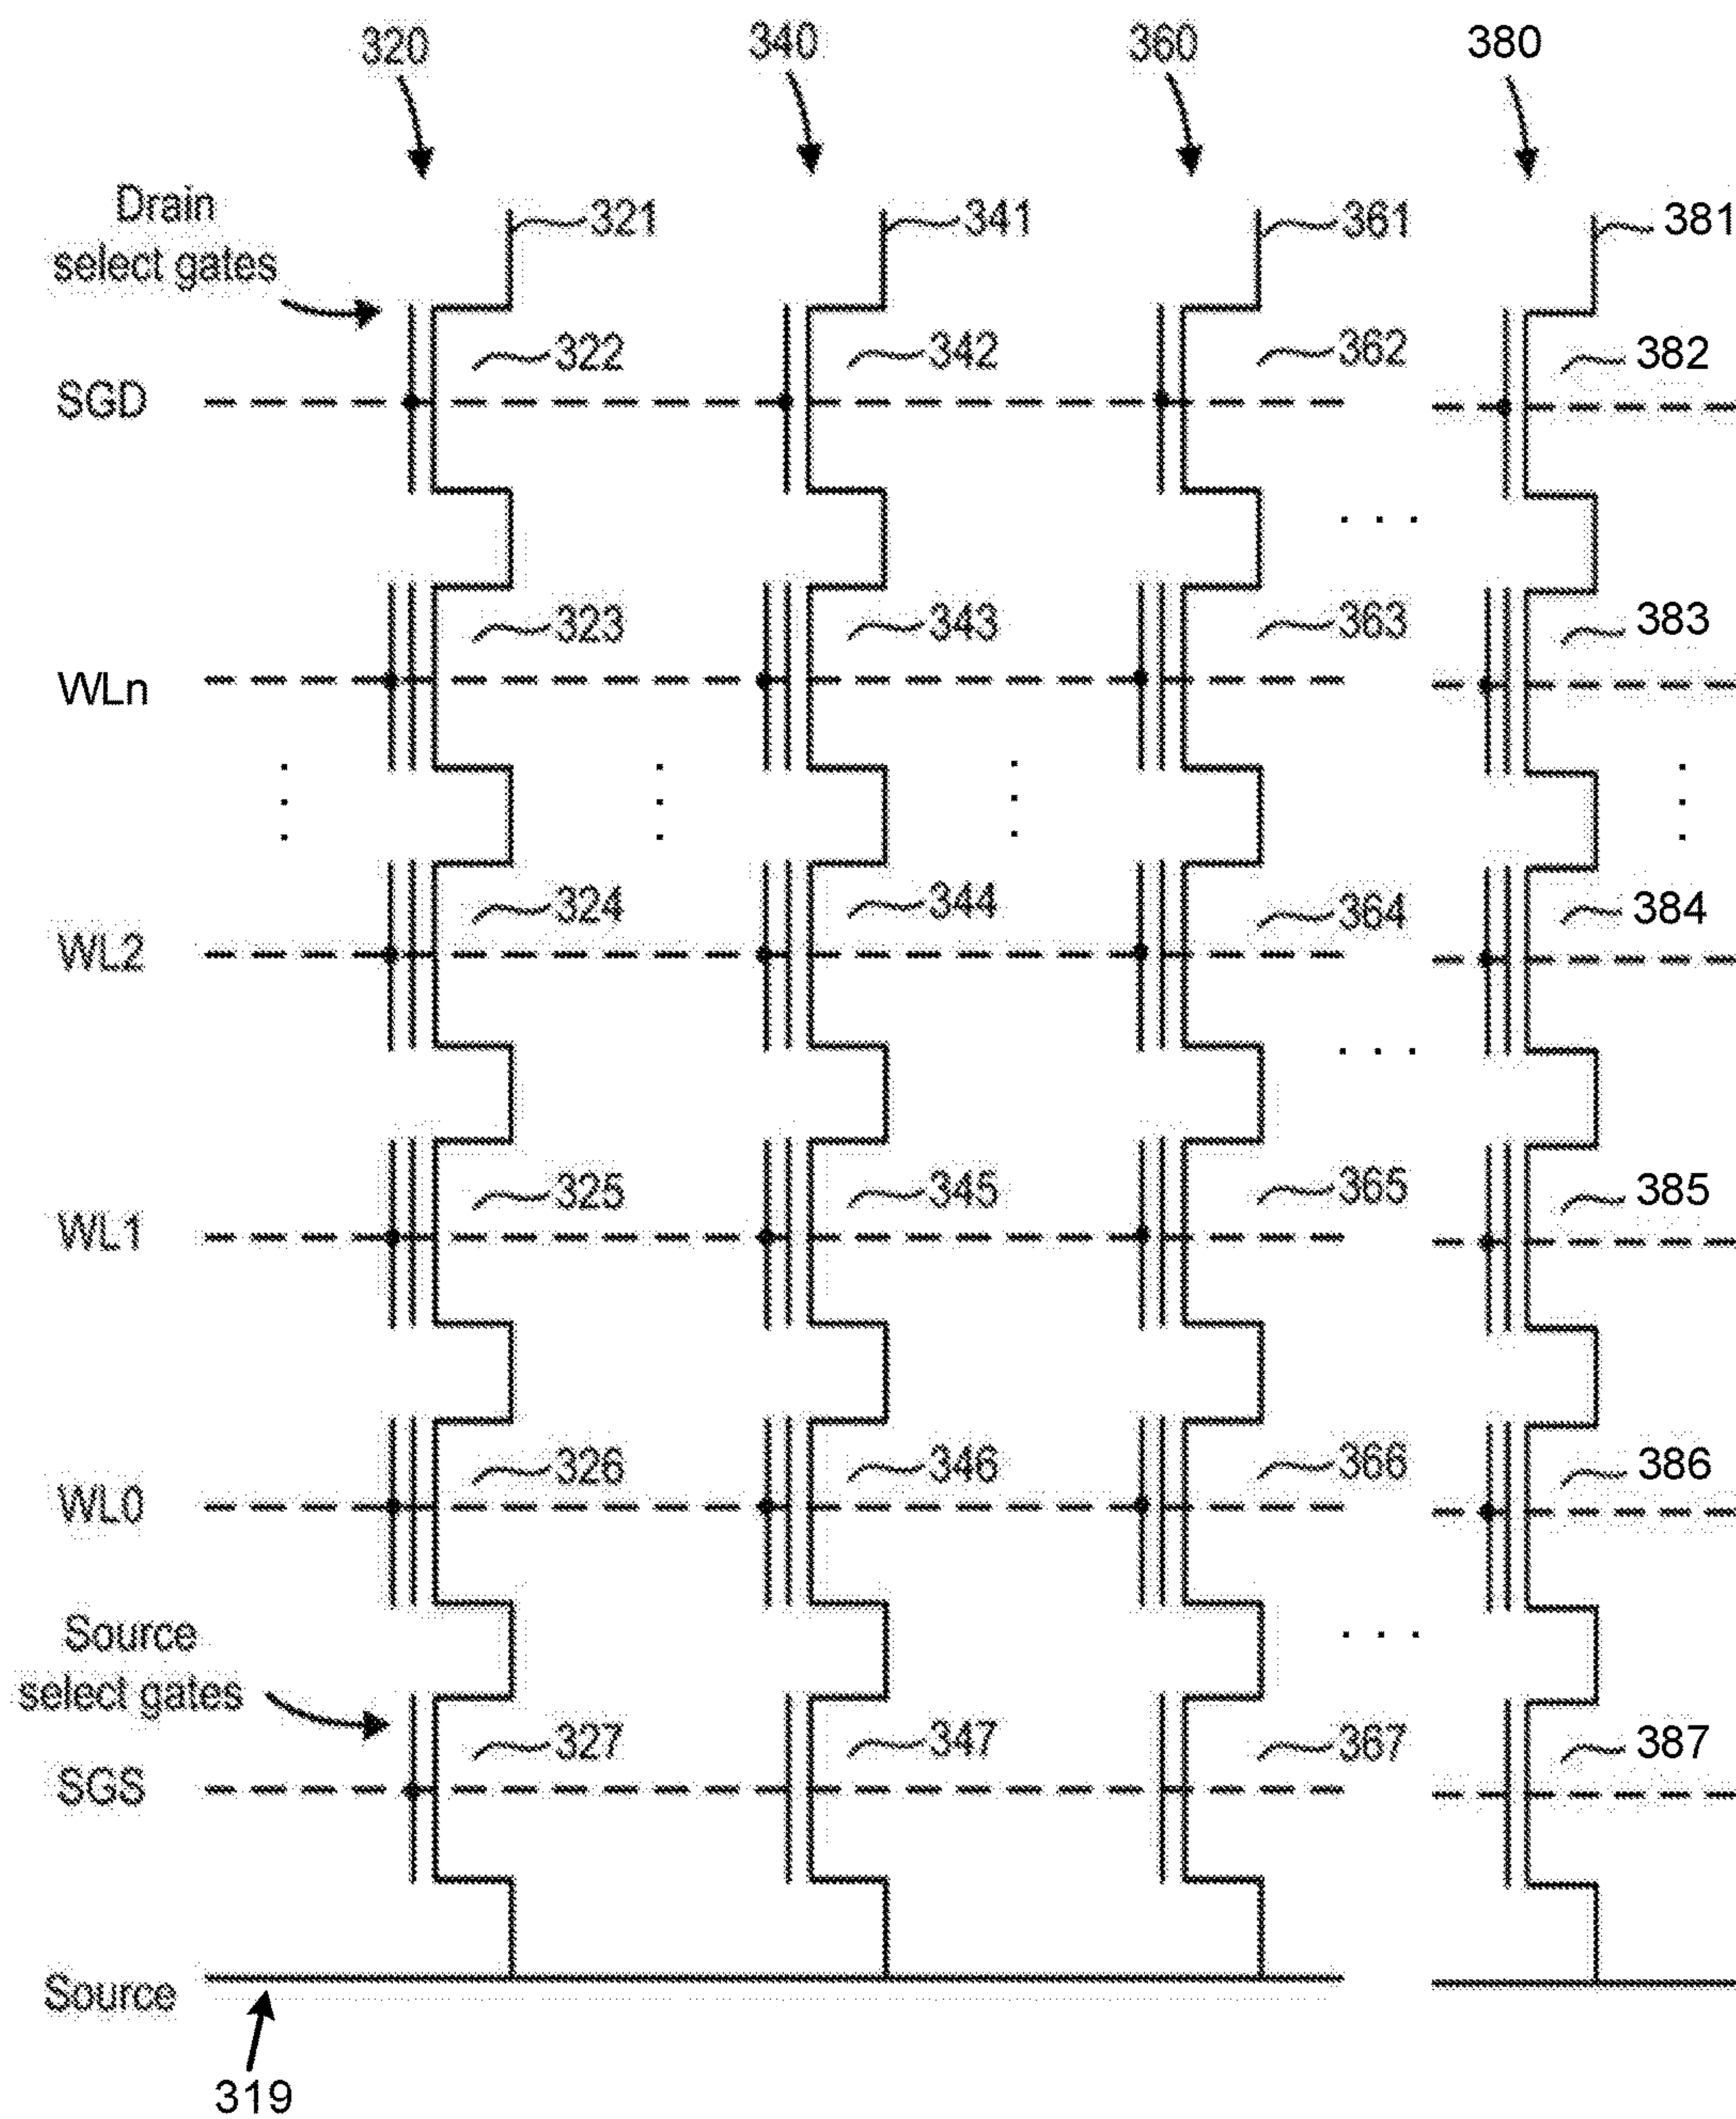 320 340 360 380
321 341 361 381
Drain
select gates
322 342 362 382
SGD
323 343 363 383
WLn
324 344 364 384
WL2
325 345 365 385
WL1
326 346 366 386
WL0
Source
select gates
327 347 367 387
SGS
Source
319